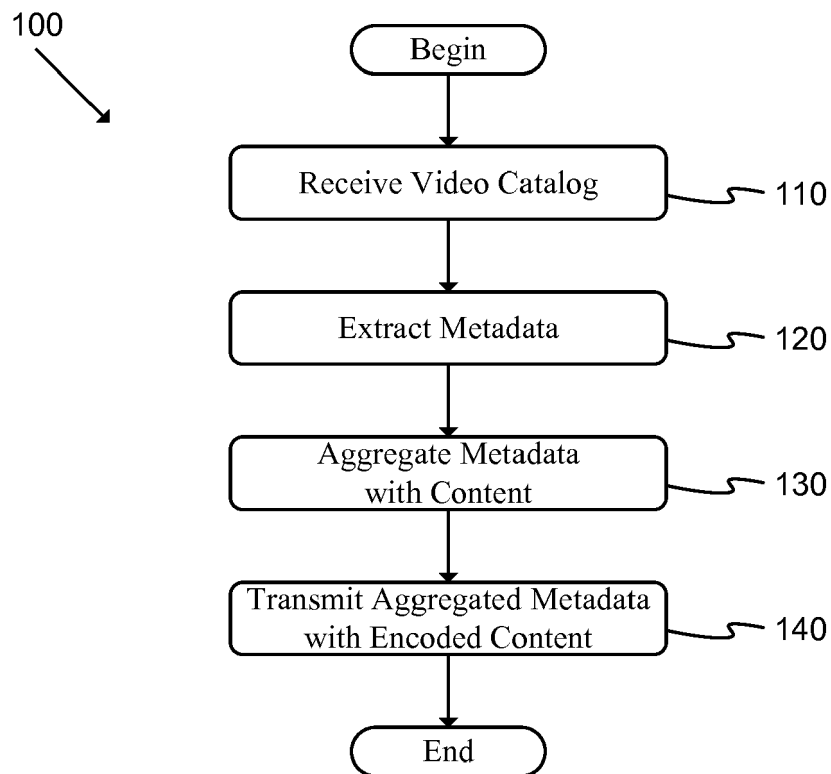 100
Begin
Receive Video Catalog
110
Extract Metadata
120
Aggregate Metadata
with Content
130
Transmit Aggregated Metadata
with Encoded Content
140
End